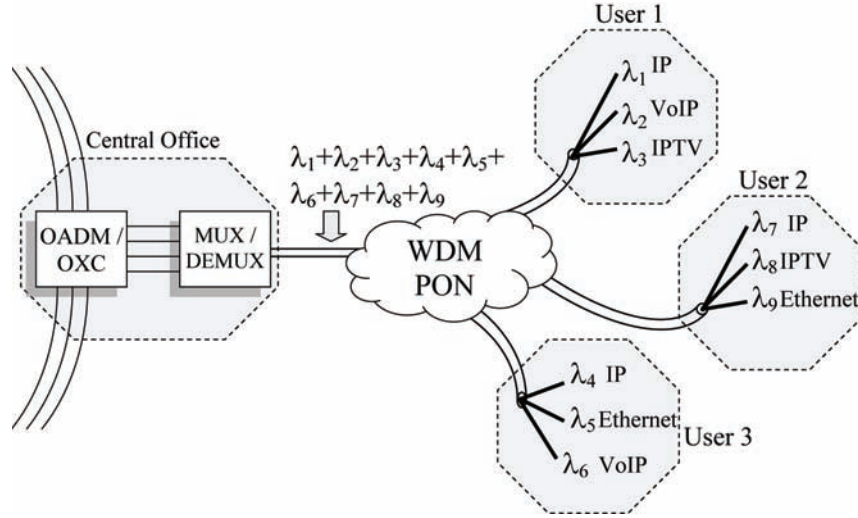 User 1
λ1 IP
λ2 VoIP
λ3 IPTV
Central Office
λ1+λ2+λ3+λ4+λ5+
λ6+λ7+λ8+λ9
OADM /
OXC
MUX /
DEMUX
WDM
PON
User 2
λ7 IP
λ8 IPTV
λ9 Ethernet
λ4 IP
λ5 Ethernet
λ6 VoIP
User 3